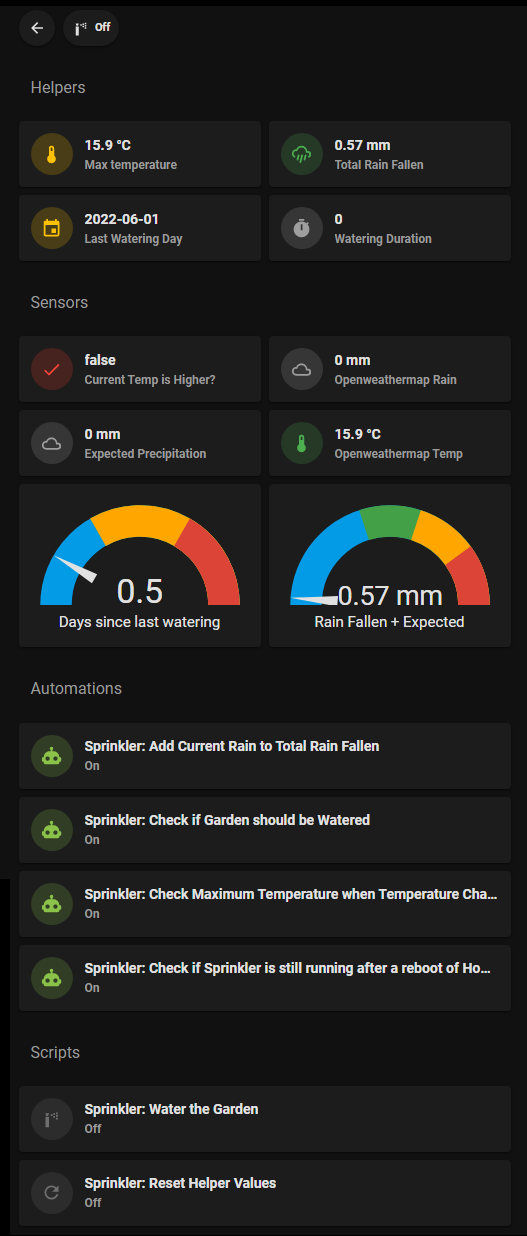 Off
Helpers
15.9 °C
Max temperature
0.57 mm
Total Rain Fallen
2022-06-01
Last Watering Day
0
Watering Duration
Sensors
false
Current Temp is Higher?
0 mm
Openweathermap Rain
0 mm
Expected Precipitation
15.9 °C
Openweathermap Temp
0.5
Days since last watering
0.57 mm
Rain Fallen + Expected
Automations
Sprinkler: Add Current Rain to Total Rain Fallen
On
Sprinkler: Check if Garden should be Watered
On
Sprinkler: Check Maximum Temperature when Temperature Cha...
On
Sprinkler: Check if Sprinkler is still running after a reboot of Ho...
On
Scripts
Sprinkler: Water the Garden
Off
Sprinkler: Reset Helper Values
Off